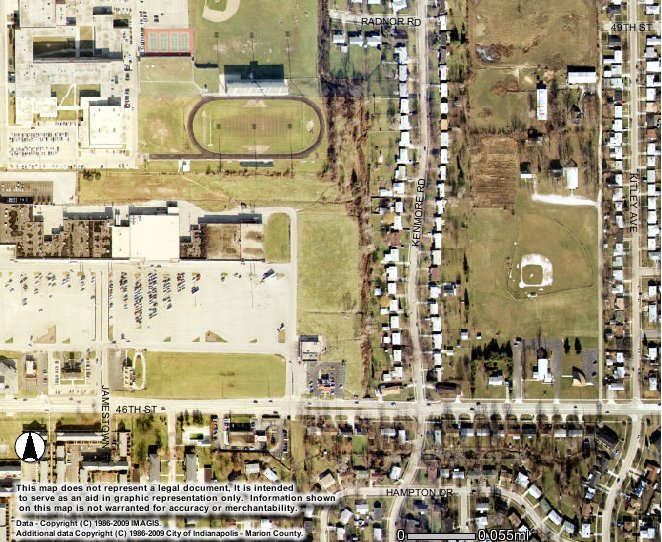 RADNOR RD
49TH ST
KENMORE RD
KITLEY AVE
46TH ST
HAMPTON DR
This map does not represent a legal document. It is intended
to serve as an aid in graphic representation only. Information shown
on this map is not warranted for accuracy or merchantability.
Data - Copyright (C) 1986-2009 IMAGIS.
Additional data Copyright (C) 1986-2009 City of Indianapolis - Marion County.
0 0.055mi